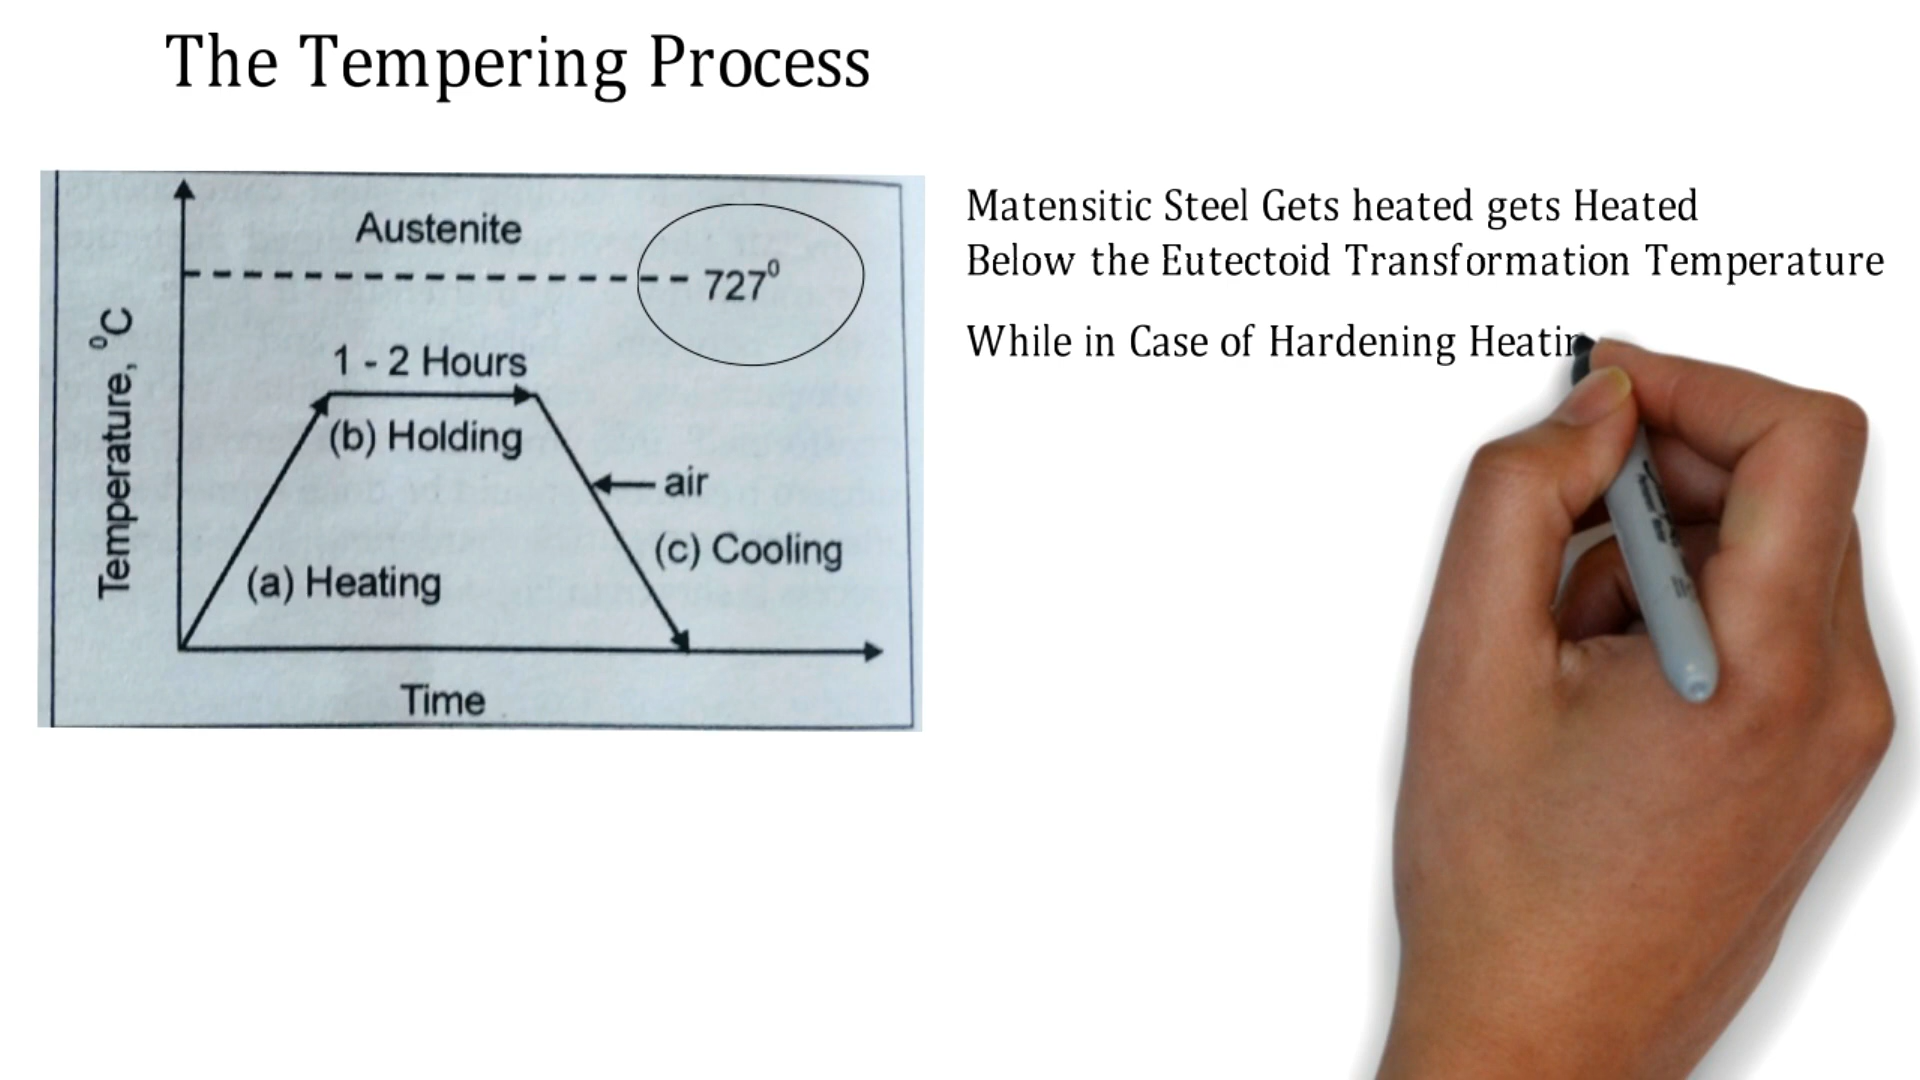 The Tempering Process
Austenite
727⁰
1 - 2 Hours
(b) Holding
air
(c) Cooling
(a) Heating
Temperature, ⁰C
Time
Matensitic Steel Gets heated gets Heated
Below the Eutectoid Transformation Temperature
While in Case of Hardening Heatin